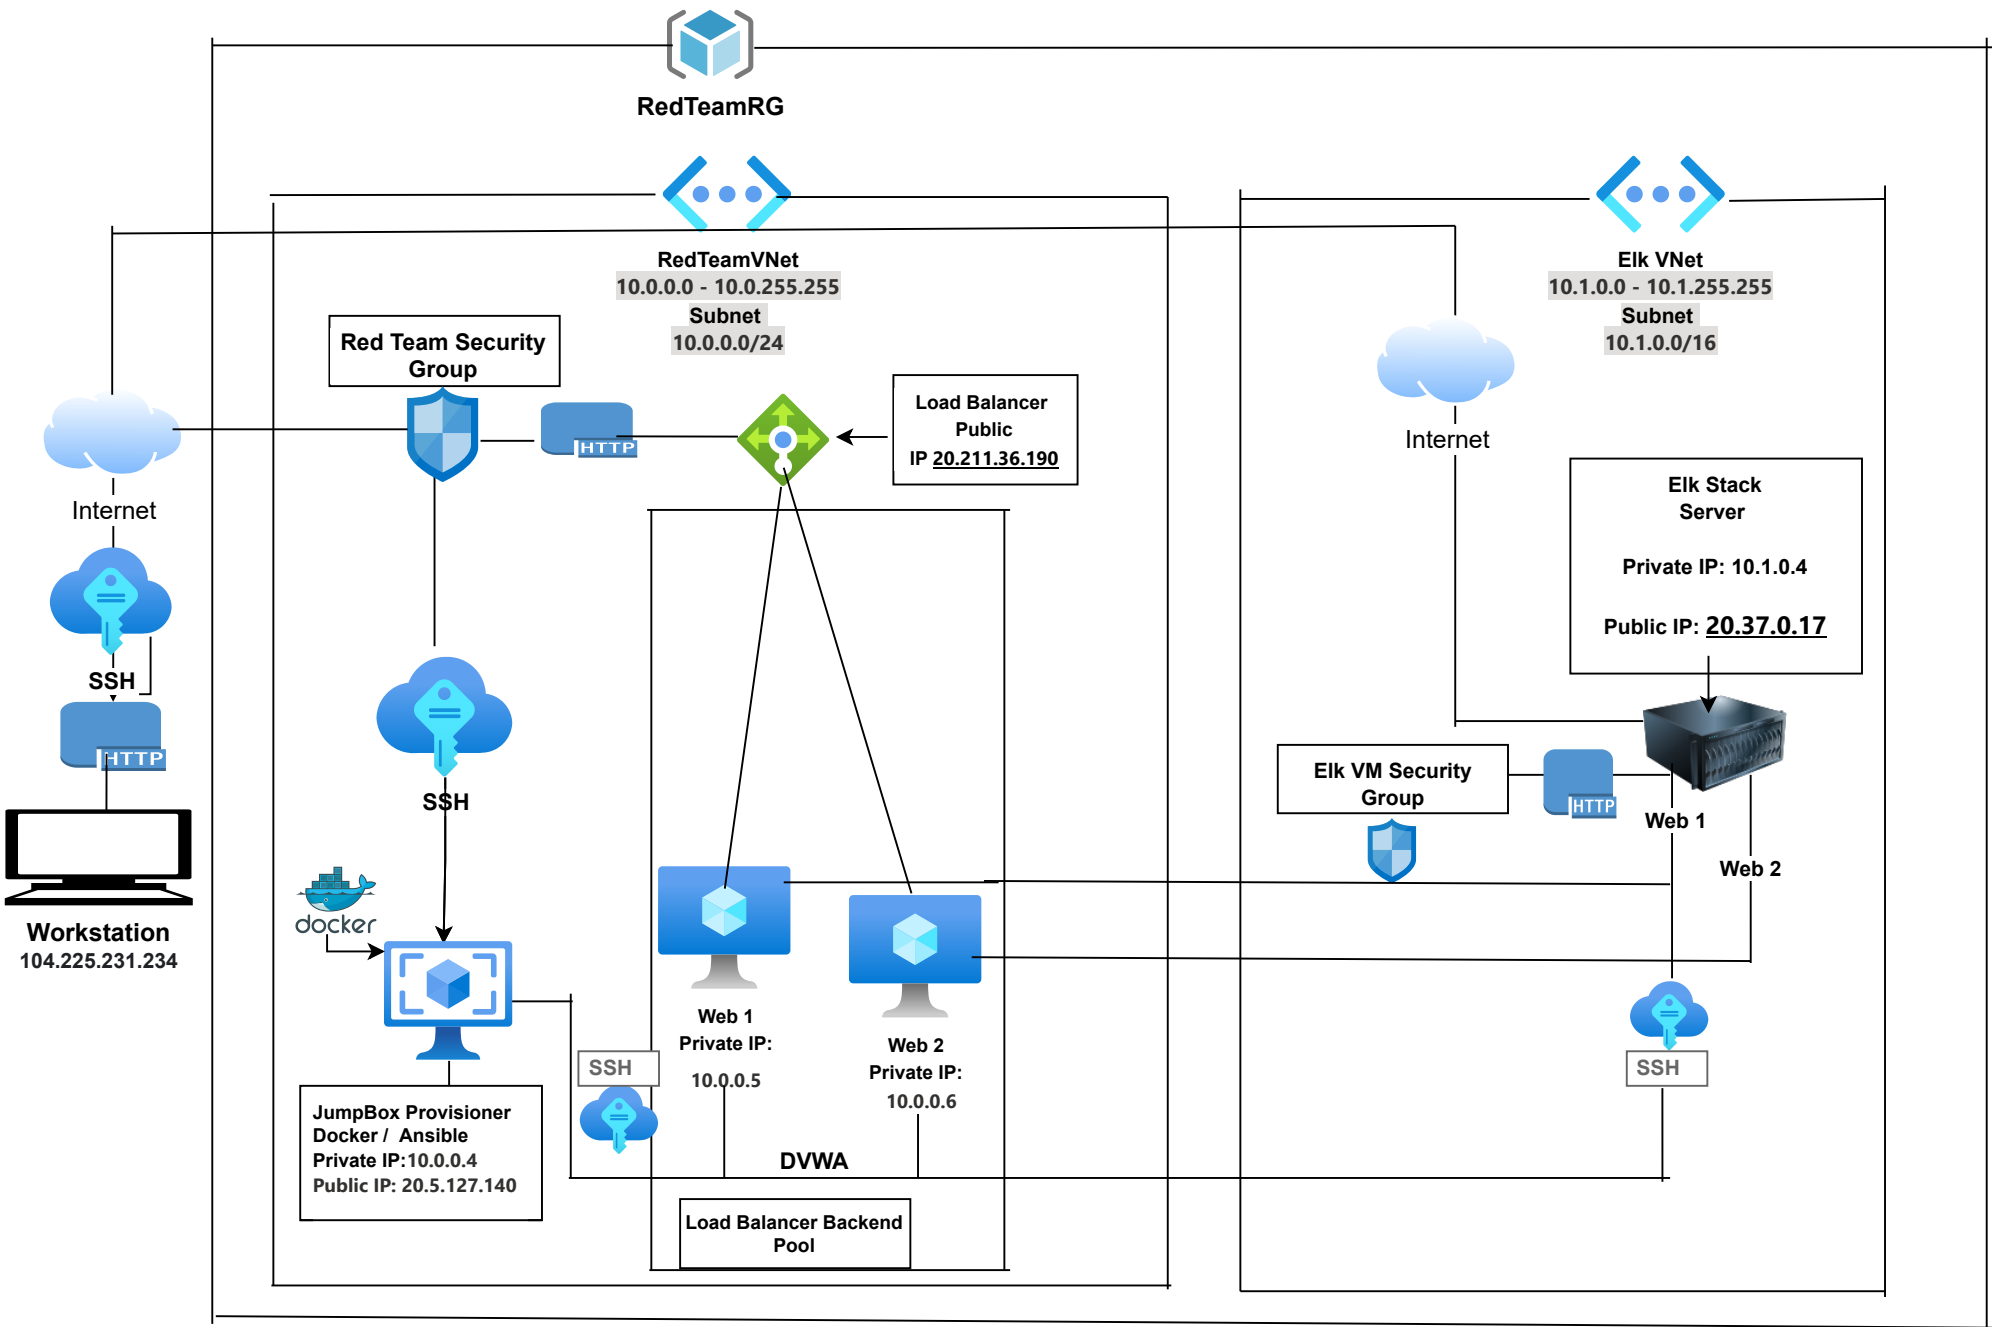 RedTeamRG
RedTeamVNet
10.0.0.0 - 10.0.255.255
Subnet
10.0.0.0/24
Elk VNet
10.1.0.0 - 10.1.255.255
Subnet
10.1.0.0/16
Red Team Security
Group
HTTP
Load Balancer
Public
IP 20.211.36.190
Internet
Internet
Elk Stack
Server
Private IP: 10.1.0.4
Public IP: 20.37.0.17
SSH
HTTP
SSH
Elk VM Security
Group
HTTP
Web 1
Web 2
docker
Workstation
104.225.231.234
Web 1
Private IP:
10.0.0.5
Web 2
Private IP:
10.0.0.6
SSH
SSH
JumpBox Provisioner
Docker / Ansible
Private IP:10.0.0.4
Public IP: 20.5.127.140
DVWA
Load Balancer Backend
Pool